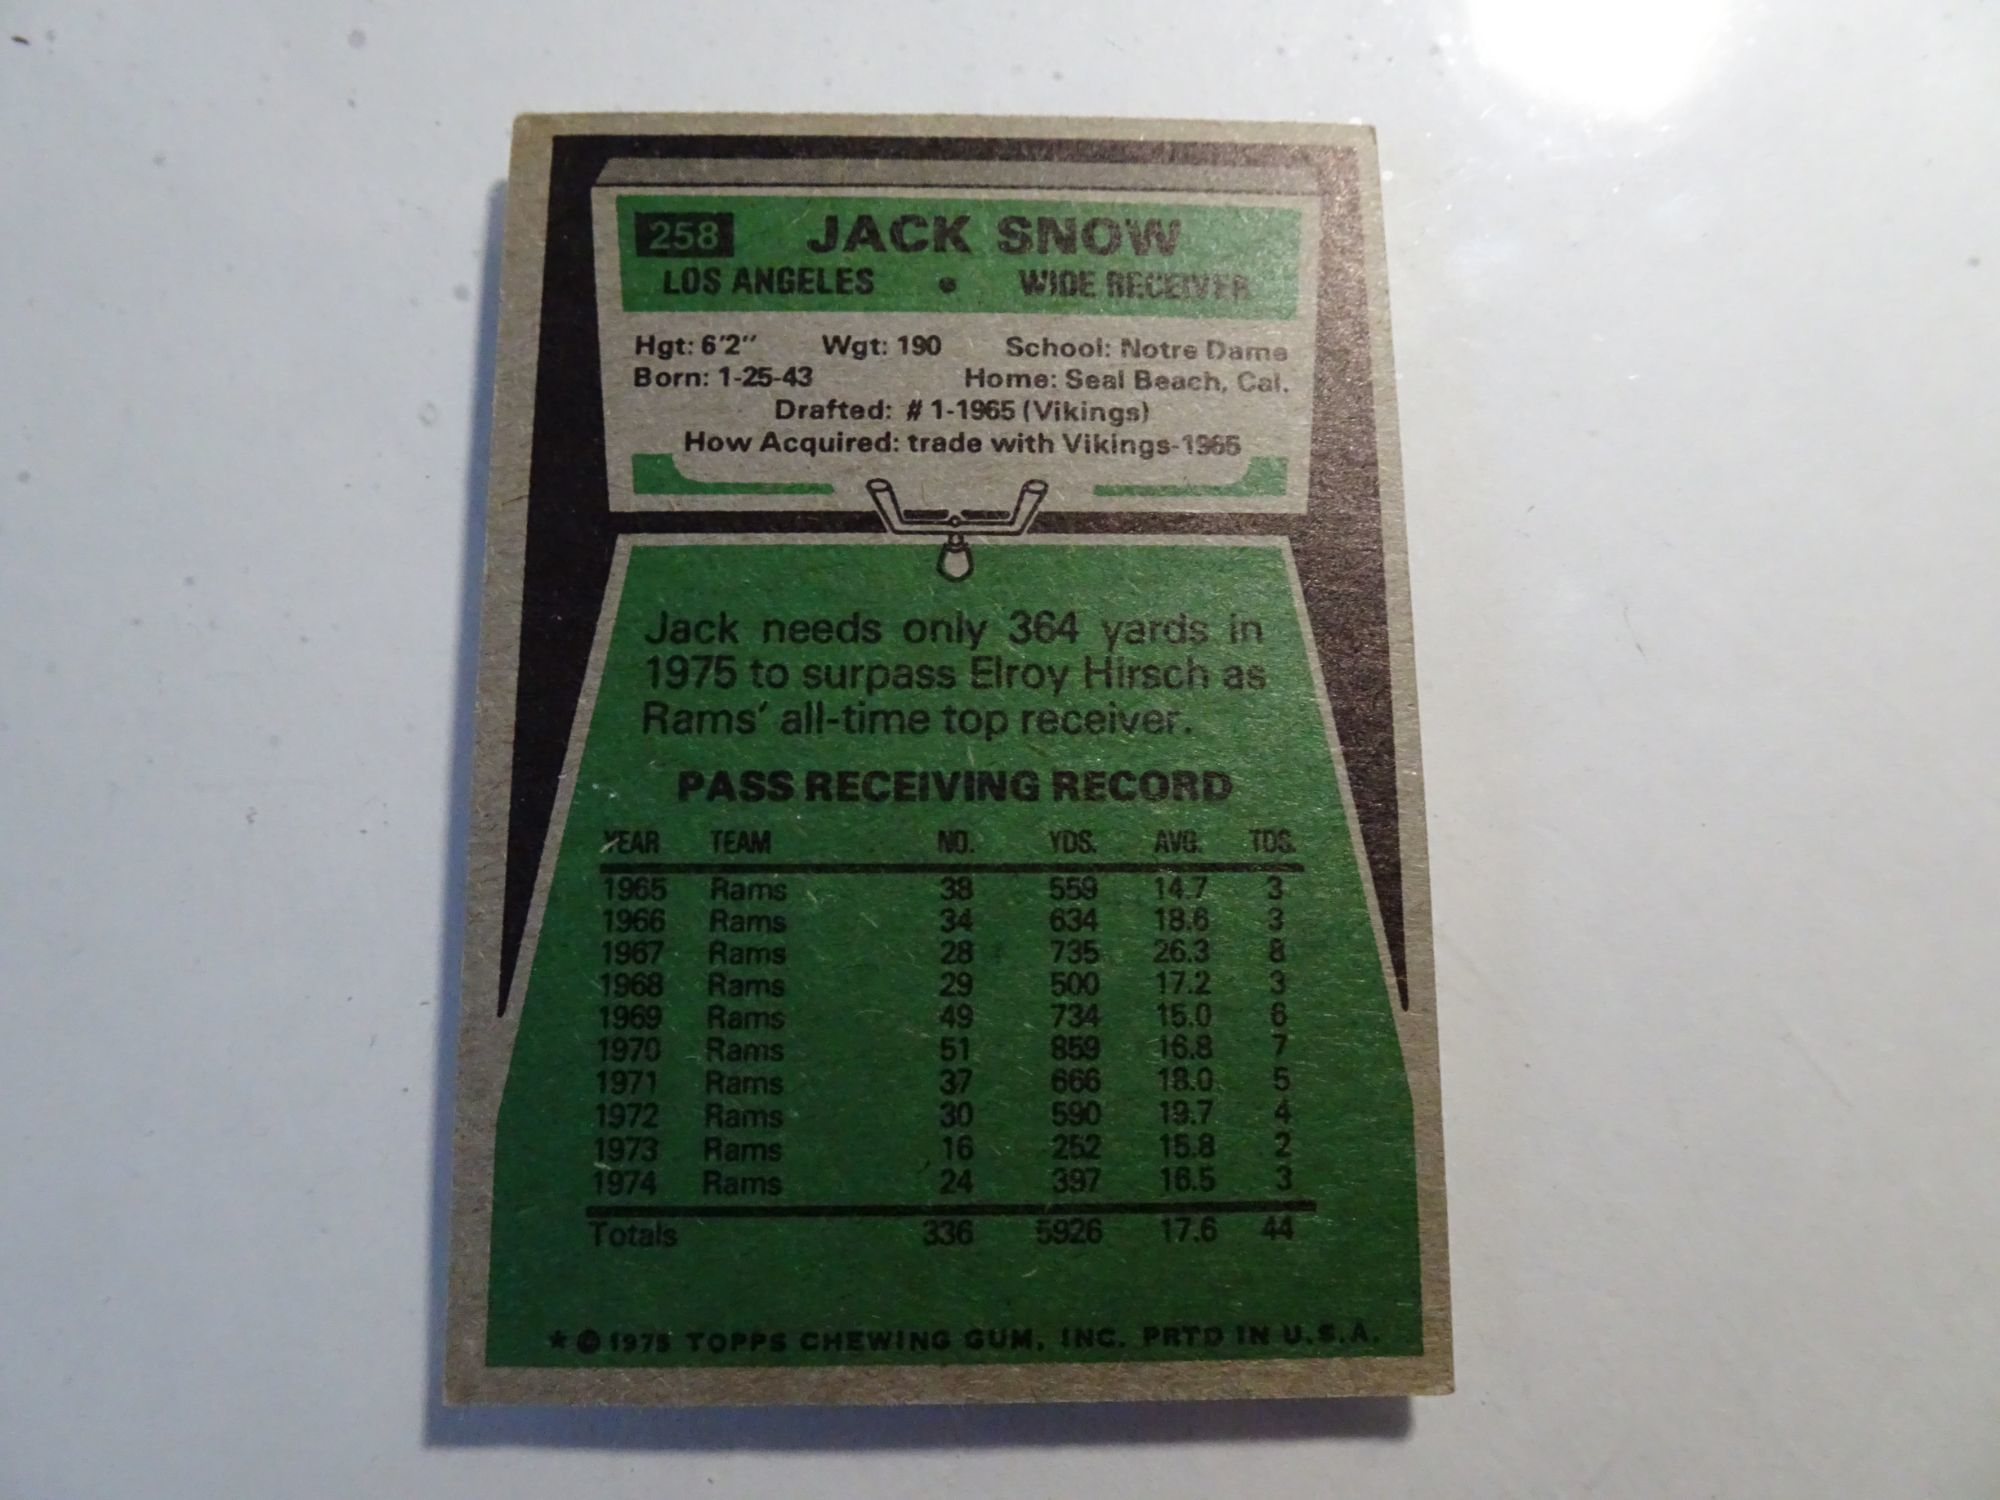 258 JACK SNOW
LOS ANGELES • WIDE RECEIVER
Hgt: 6'2" Wgt: 190 School: Notre Dame
Born: 1-25-43 Home: Seal Beach, Cal.
Drafted: #1-1965 (Vikings)
How Acquired: trade with Vikings-1965
Jack needs only 364 yards in
1975 to surpass Elroy Hirsch as
Rams' all-time top receiver.
PASS RECEIVING RECORD
YEAR TEAM NO. YDS. AVG. TDS.
1965 Rams 38 559 14.7 3
1966 Rams 34 634 18.6 3
1967 Rams 28 735 26.3 8
1968 Rams 29 500 17.2 3
1969 Rams 49 734 15.0 6
1970 Rams 51 859 16.8 7
1971 Rams 37 666 18.0 5
1972 Rams 30 590 19.7 4
1973 Rams 16 252 15.8 2
1974 Rams 24 397 16.5 3
Totals 336 5926 17.6 44
* © 1975 TOPPS CHEWING GUM, INC. PRTD IN U.S.A.